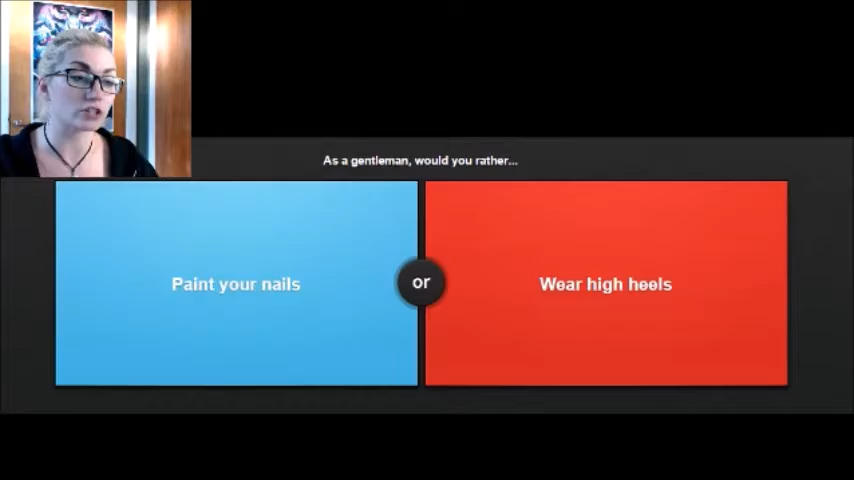 As a gentleman, would you rather...
Paint your nails
or
Wear high heels